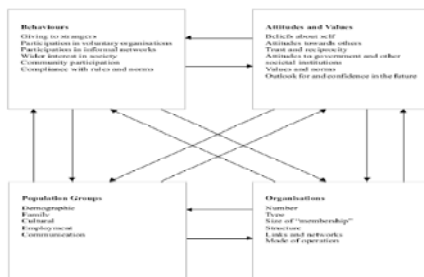 Behaviours
Giving to strangers
Participation in voluntary organisations
Participation in informal networks
Wider interest in society
Community participation
Compliance with rules and norms
Attitudes and Values
Beliefs about self
Attitudes towards others
Trust and reciprocity
Attitudes to government and other
societal institutions
Values and norms
Outlook for and confidence in the future
Population Groups
Demographic
Family
Cultural
Employment
Communication
Organisations
Number
Type
Size of "membership"
Structure
Links and networks
Mode of operation